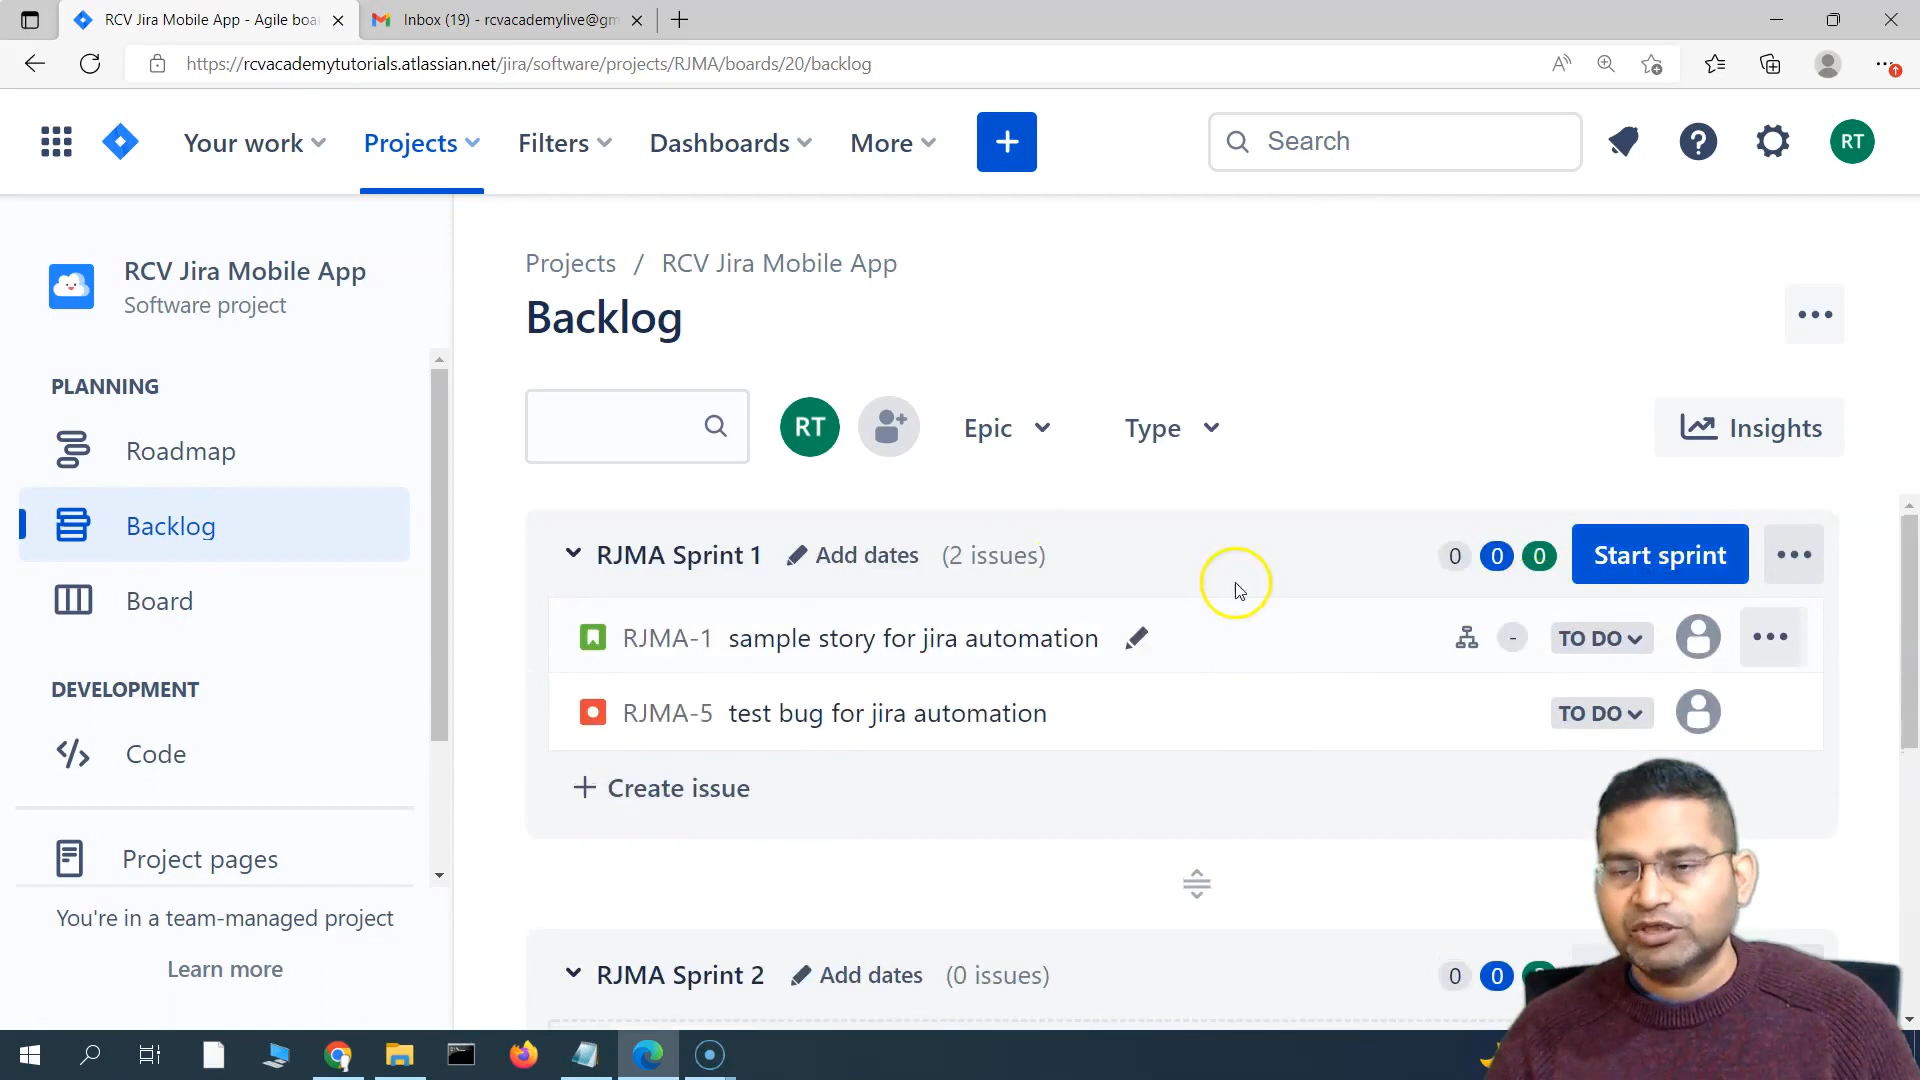 RCV Jira Mobile App - Agile boa
Inbox (19) - rcvacademylive@gm
https://rcvacademytutorials.atlassian.net/jira/software/projects/RJMA/boards/20/backlog
Your work
Projects
Filters
Dashboards
More
Search
RT
RCV Jira Mobile App
Software project
PLANNING
Roadmap
Backlog
Board
DEVELOPMENT
Code
Project pages
You're in a team-managed project
Learn more
Projects / RCV Jira Mobile App
Backlog
RT
Epic
Type
Insights
RJMA Sprint 1 Add dates (2 issues) 0 0 0 Start sprint
RJMA-1 sample story for jira automation - TO DO
RJMA-5 test bug for jira automation TO DO
+ Create issue
RJMA Sprint 2 Add dates (0 issues) 0 0